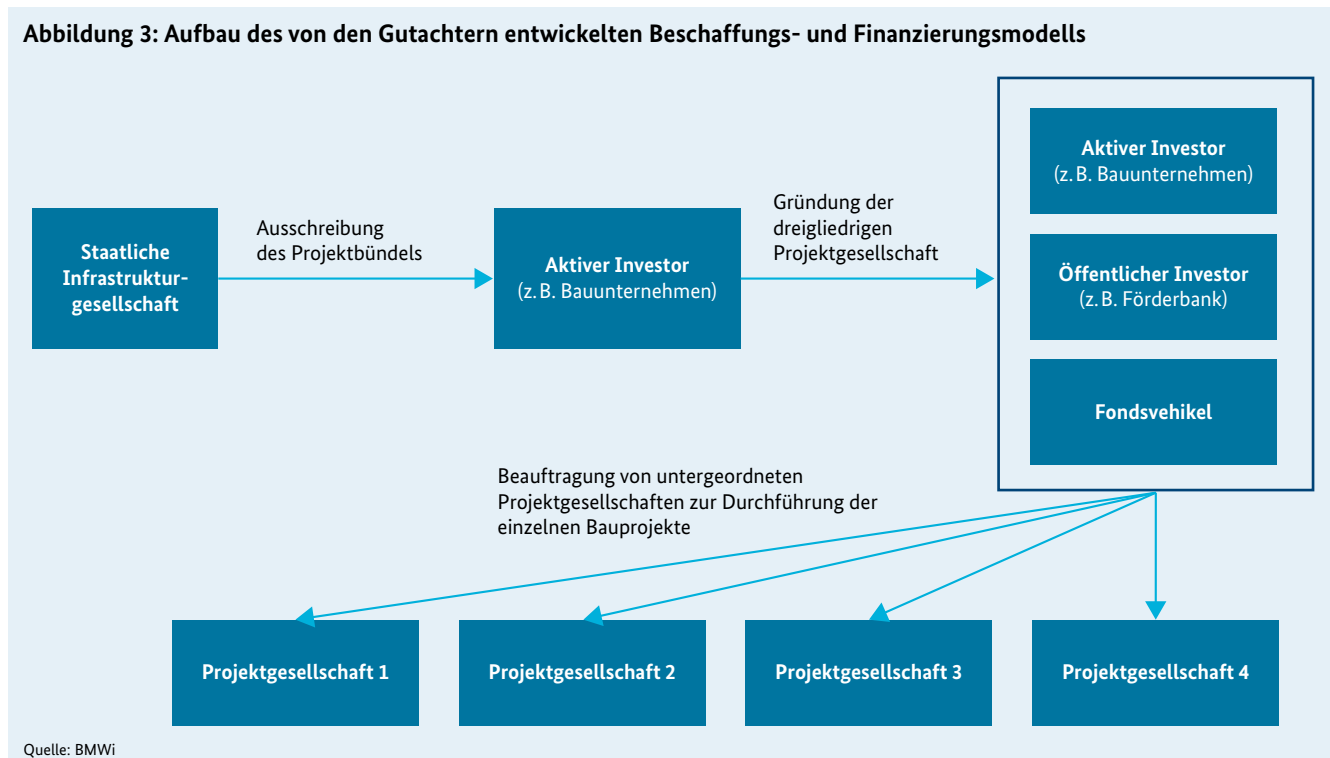 Abbildung 3: Aufbau des von den Gutachtern entwickelten Beschaffungs- und Finanzierungsmodells
Staatliche
Infrastruktur-
gesellschaft
Ausschreibung
des Projektbündels
Aktiver Investor
(z. B. Bauunternehmen)
Gründung der
dreigliedrigen
Projektgesellschaft
Aktiver Investor
(z. B. Bauunternehmen)
Öffentlicher Investor
(z. B. Förderbank)
Fondsvehikel
Beauftragung von untergeordneten
Projektgesellschaften zur Durchführung der
einzelnen Bauprojekte
Projektgesellschaft 1
Projektgesellschaft 2
Projektgesellschaft 3
Projektgesellschaft 4
Quelle: BMWi